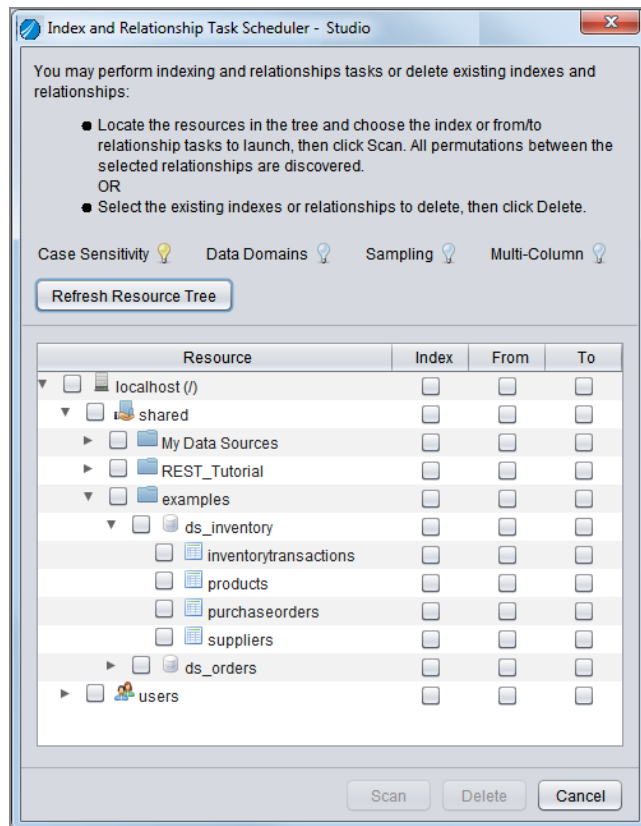 Index and Relationship Task Scheduler - Studio
You may perform indexing and relationships tasks or delete existing indexes and
relationships:
● Locate the resources in the tree and choose the index or from/to
relationship tasks to launch, then click Scan. All permutations between the
selected relationships are discovered.
OR
● Select the existing indexes or relationships to delete, then click Delete.
Case Sensitivity Data Domains Sampling Multi-Column
Refresh Resource Tree
Resource Index From To
localhost (/)
shared
My Data Sources
REST_Tutorial
examples
ds_inventory
inventorytransactions
products
purchaseorders
suppliers
ds_orders
users
Scan Delete Cancel